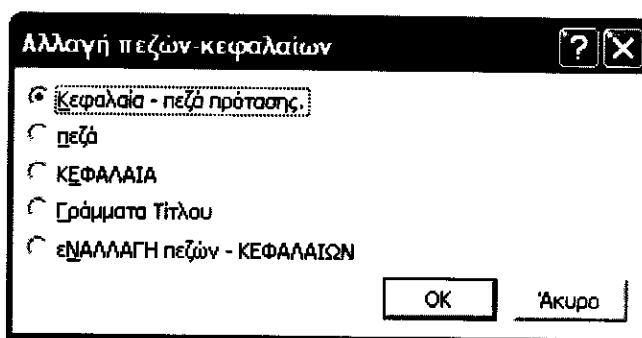 Αλλαγή πεζών-κεφαλαίων
Κεφαλαία - πεζά πρότασης.
πεζά
ΚΕΦΑΛΑΙΑ
Γράμματα Τίτλου
εΝΑΛΛΑΓΗ πεζών - ΚΕΦΑΛΑΙΩΝ
OK Άκυρο